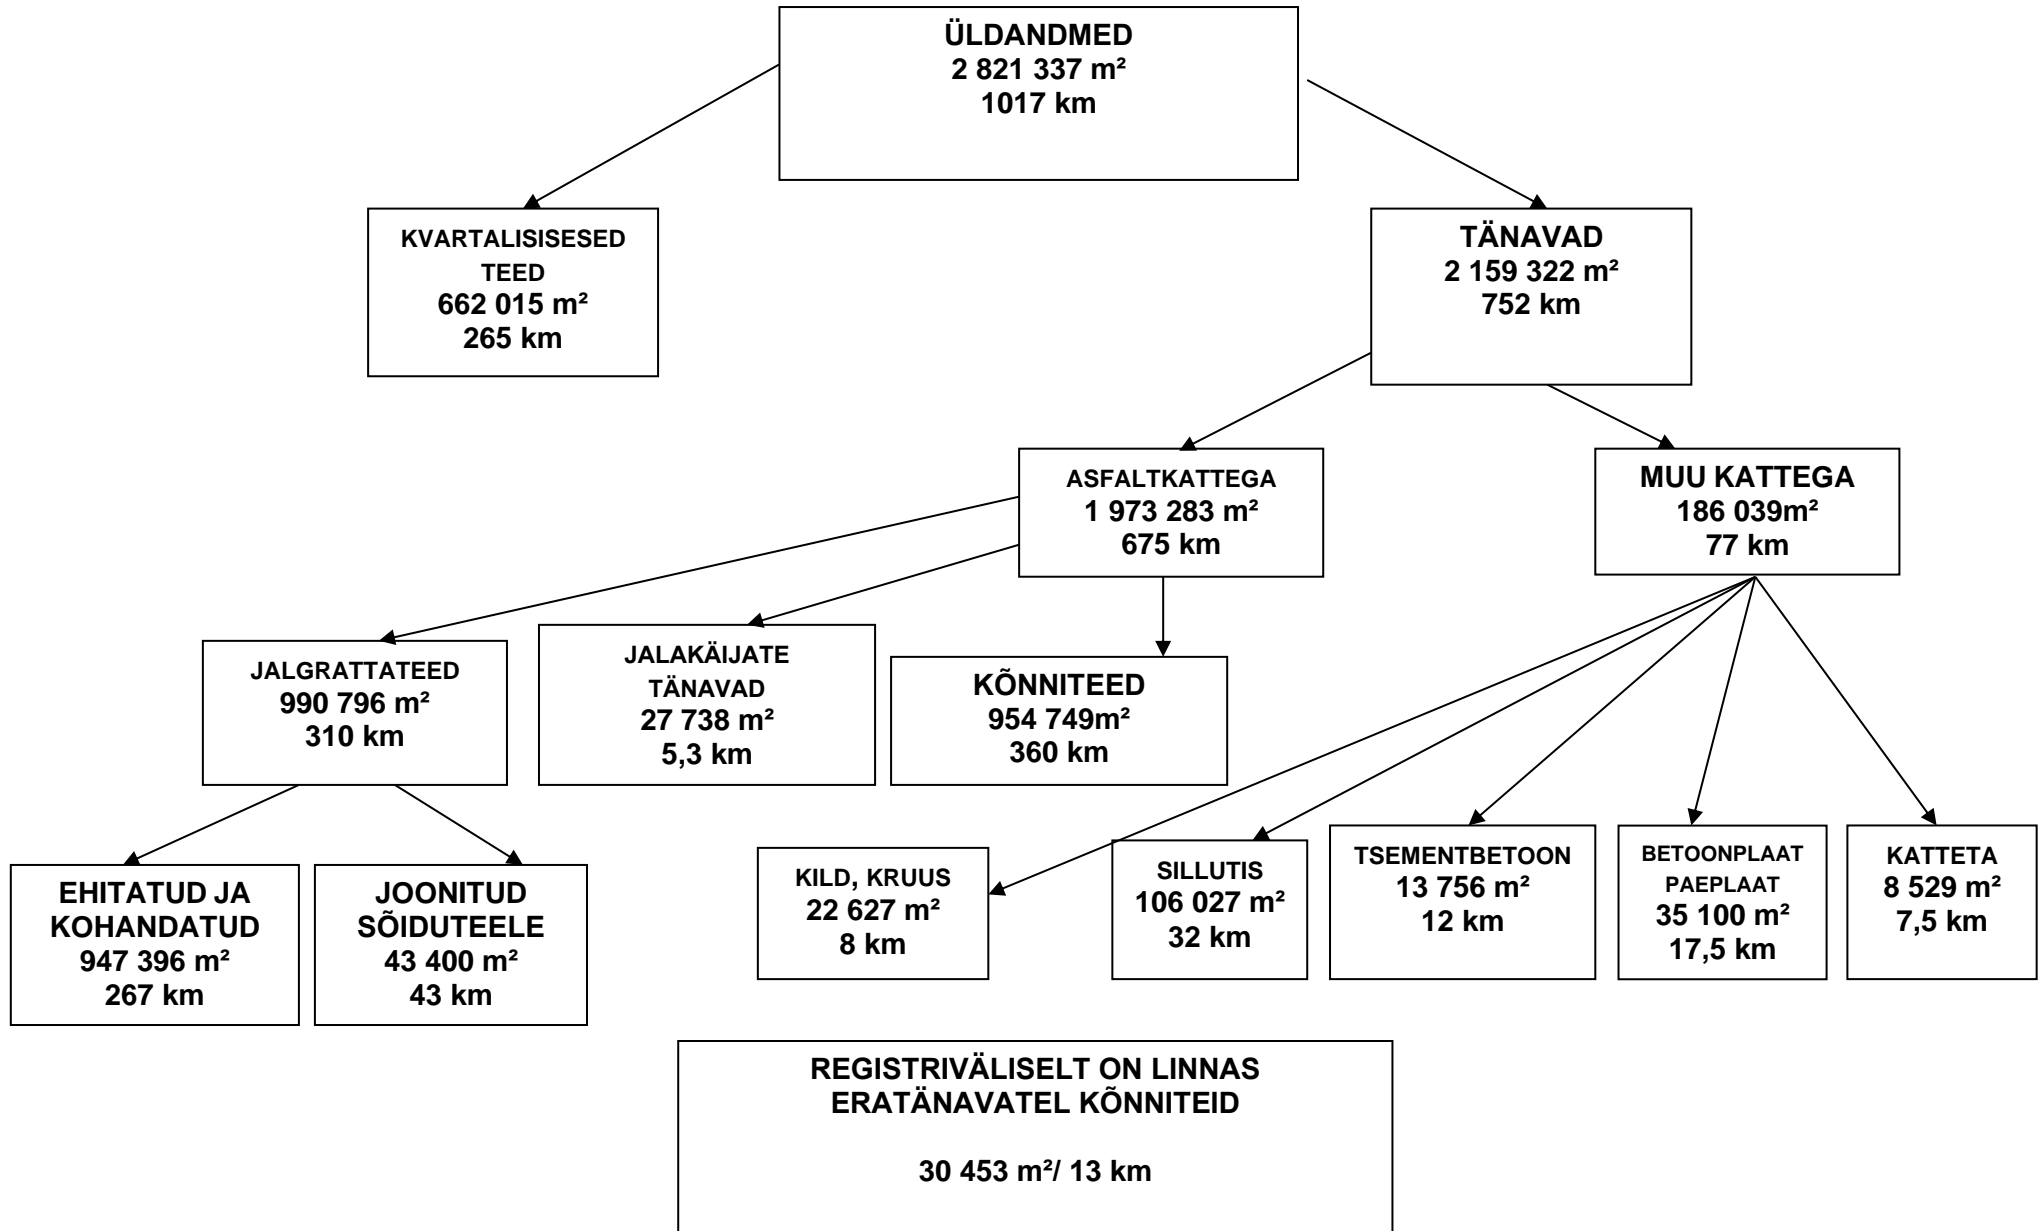 ÜLDANDMED
2 821 337 m²
1017 km
KVARTALISISESED
TEED
662 015 m²
265 km
TÄNAVAD
2 159 322 m²
752 km
ASFALTKATTEGA
1 973 283 m²
675 km
MUU KATTEGA
186 039m²
77 km
JALGRATTATEED
990 796 m²
310 km
JALAKÄIJATE
TÄNAVAD
27 738 m²
5,3 km
KÕNNITEED
954 749m²
360 km
EHITATUD JA
KOHANDATUD
947 396 m²
267 km
JOONITUD
SÕIDUTEELE
43 400 m²
43 km
KILD, KRUUS
22 627 m²
8 km
SILLUTIS
106 027 m²
32 km
TSEMENTBETOON
13 756 m²
12 km
BETOONPLAAT
PAEPLAAT
35 100 m²
17,5 km
KATTETA
8 529 m²
7,5 km
REGISTRIVÄLISELT ON LINNAS
ERATÄNAVATEL KÕNNITEID
30 453 m²/ 13 km